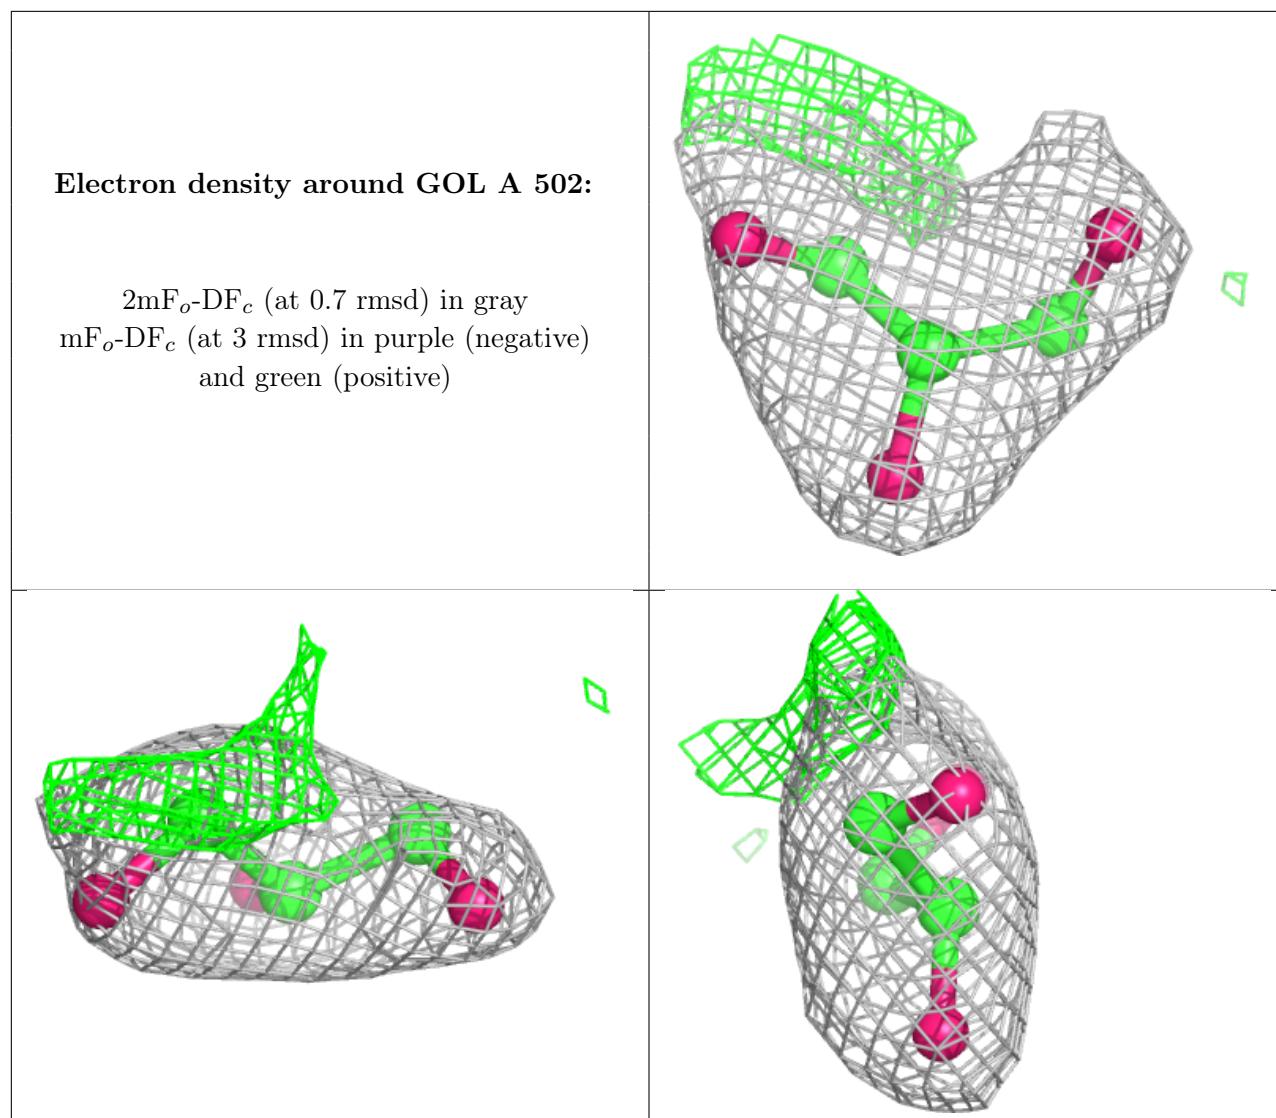 Electron density around GOL A 502:
2mFo-DFc (at 0.7 rmsd) in gray
mFo-DFc (at 3 rmsd) in purple (negative)
and green (positive)